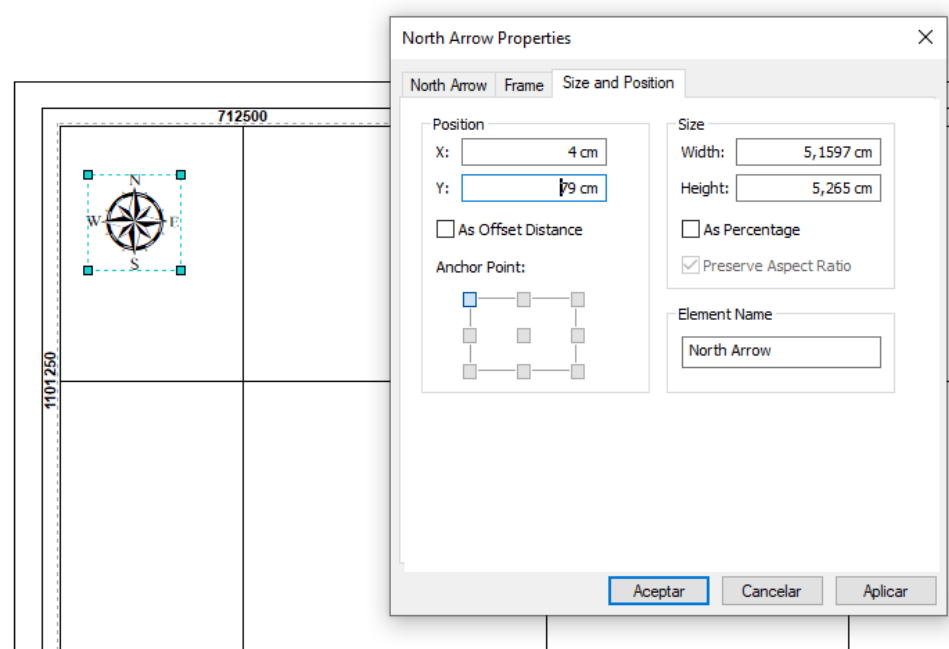 North Arrow Properties
North Arrow Frame Size and Position
Position
X: 4 cm
Y: 79 cm
As Offset Distance
Anchor Point:
Size
Width: 5,1597 cm
Height: 5,265 cm
As Percentage
Preserve Aspect Ratio
Element Name
North Arrow
Aceptar Cancelar Aplicar
712500
N
W E
S
1101250